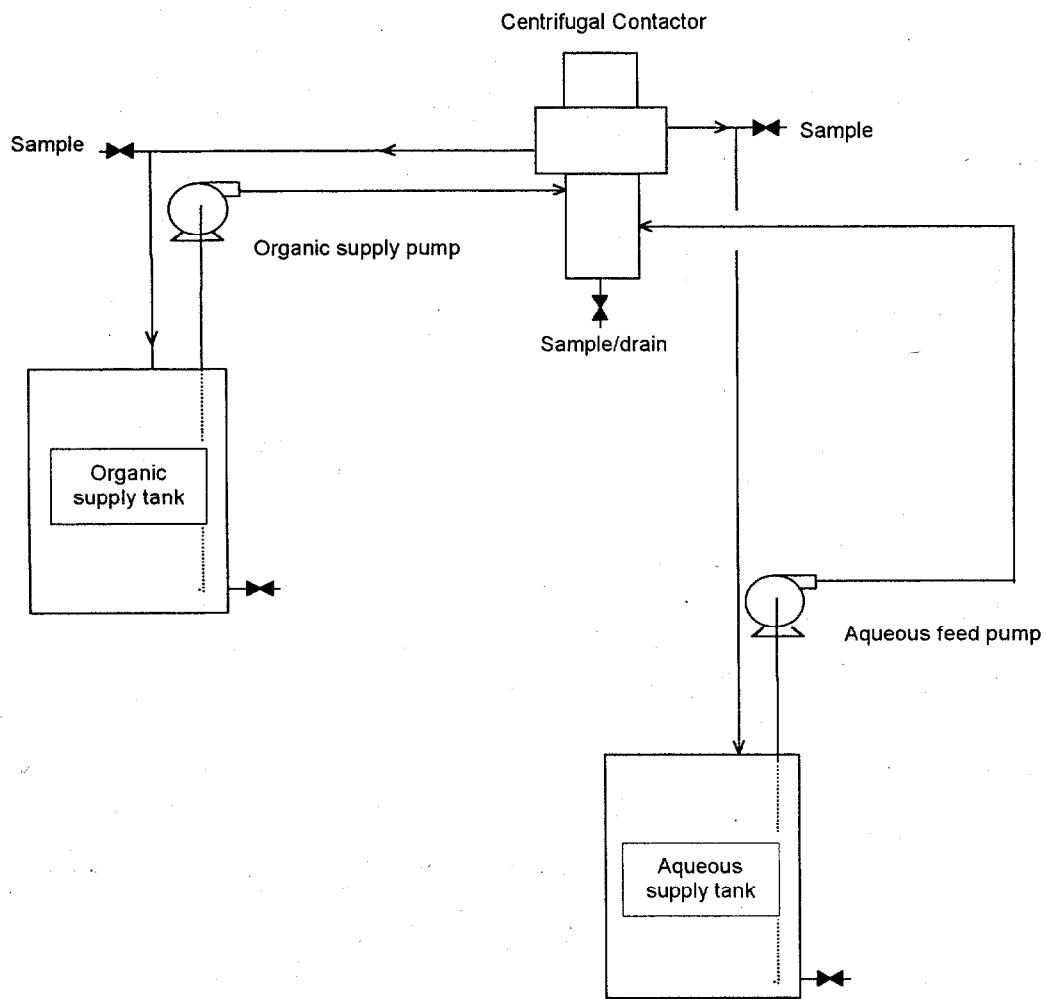 Centrifugal Contactor
Sample
Sample
Organic supply pump
Sample/drain
Organic
supply tank
Aqueous feed pump
Aqueous
supply tank